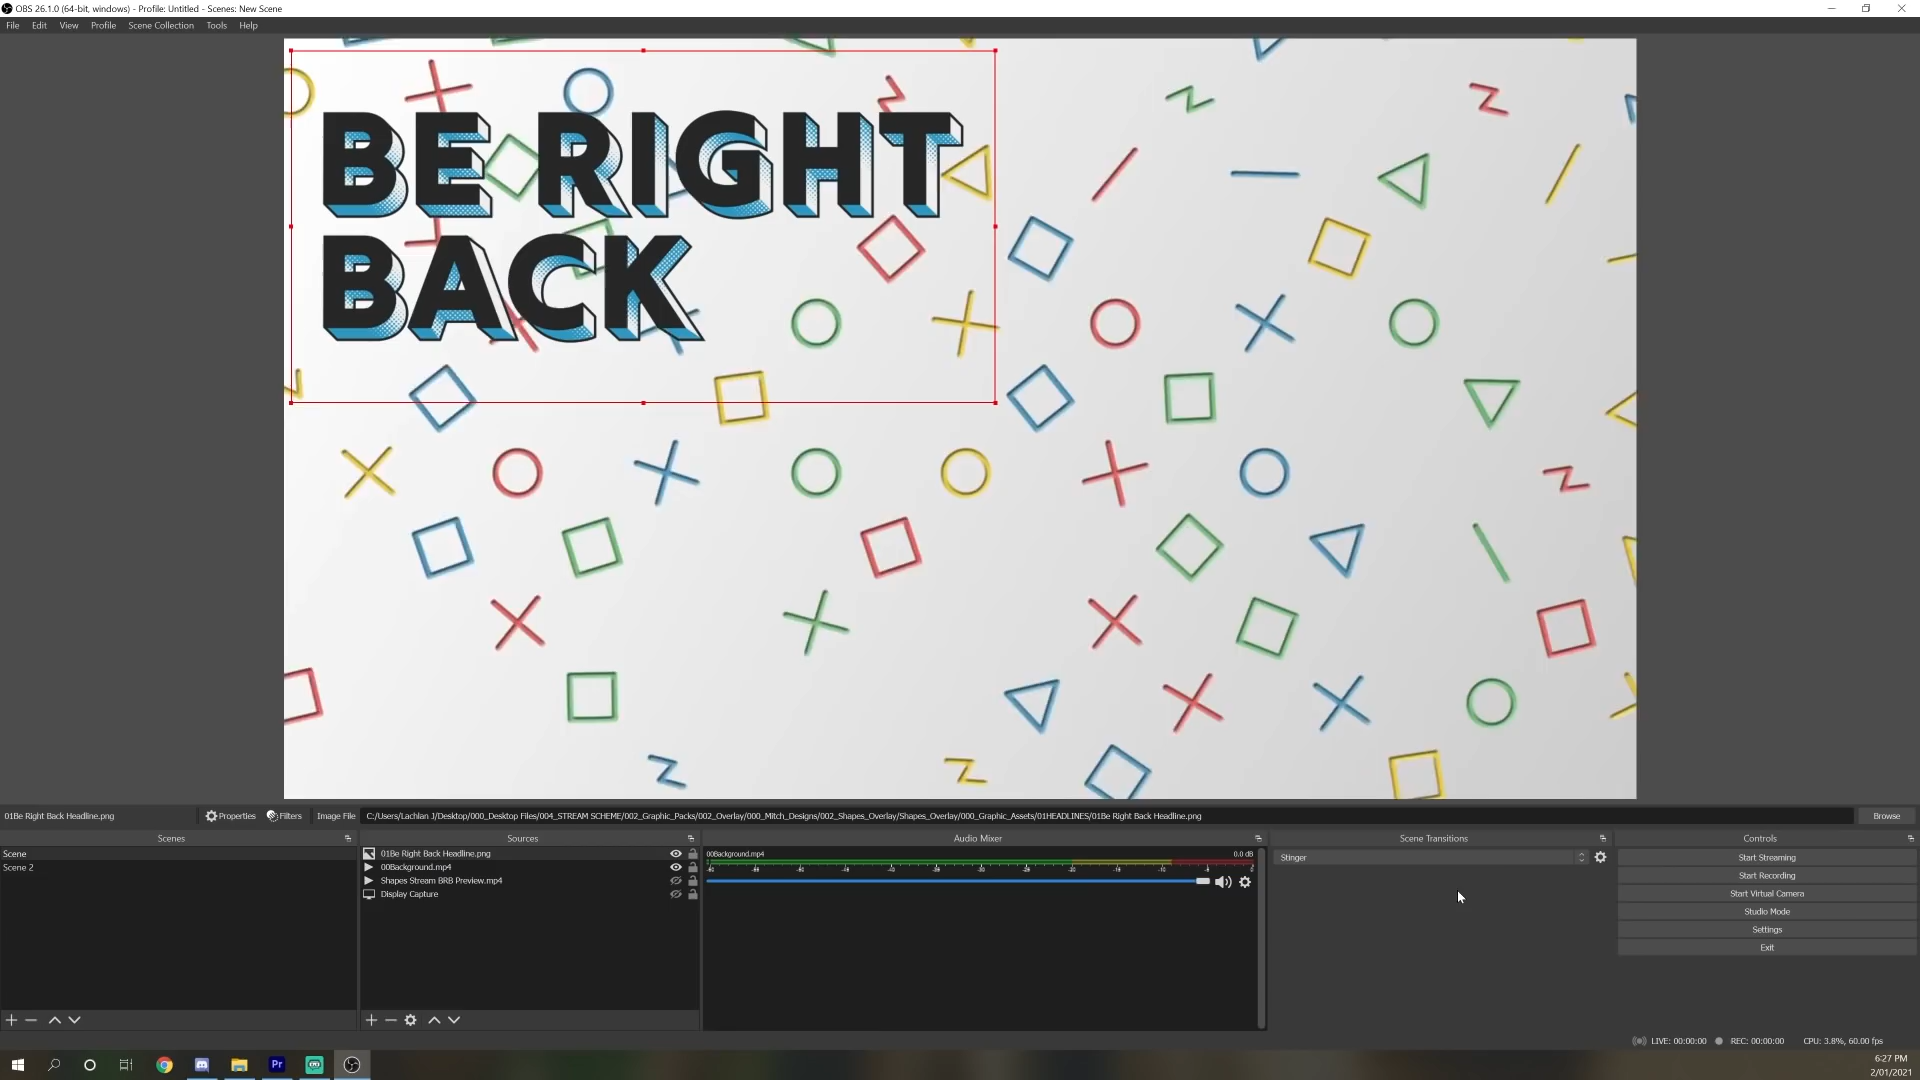 OBS 26.1.0 (64-bit, windows) - Profile: Untitled - Scenes: New Scene
File Edit View Profile Scene Collection Tools Help
BE RIGHT
BACK
01Be Right Back Headline.png Properties Filters Image File C:/Users/Lachlan J/Desktop/000_Desktop Files/004_STREAM SCHEME/002_Graphic_Packs/002_Overlay/000_Mitch_Designs/002_Shapes_Overlay/Shapes_Overlay/000_Graphic_Assets/01HEADLINES/01Be Right Back Headline.png Browse
Scenes
Scene
Scene 2
Sources
01Be Right Back Headline.png
00Background.mp4
Shapes Stream BRB Preview.mp4
Display Capture
Audio Mixer
00Background.mp4 0.0 dB
Scene Transitions
Stinger
Controls
Start Streaming
Start Recording
Start Virtual Camera
Studio Mode
Settings
Exit
LIVE: 00:00:00 REC: 00:00:00 CPU: 3.8%, 60.00 fps
Pr
6:27 PM
2/01/2021